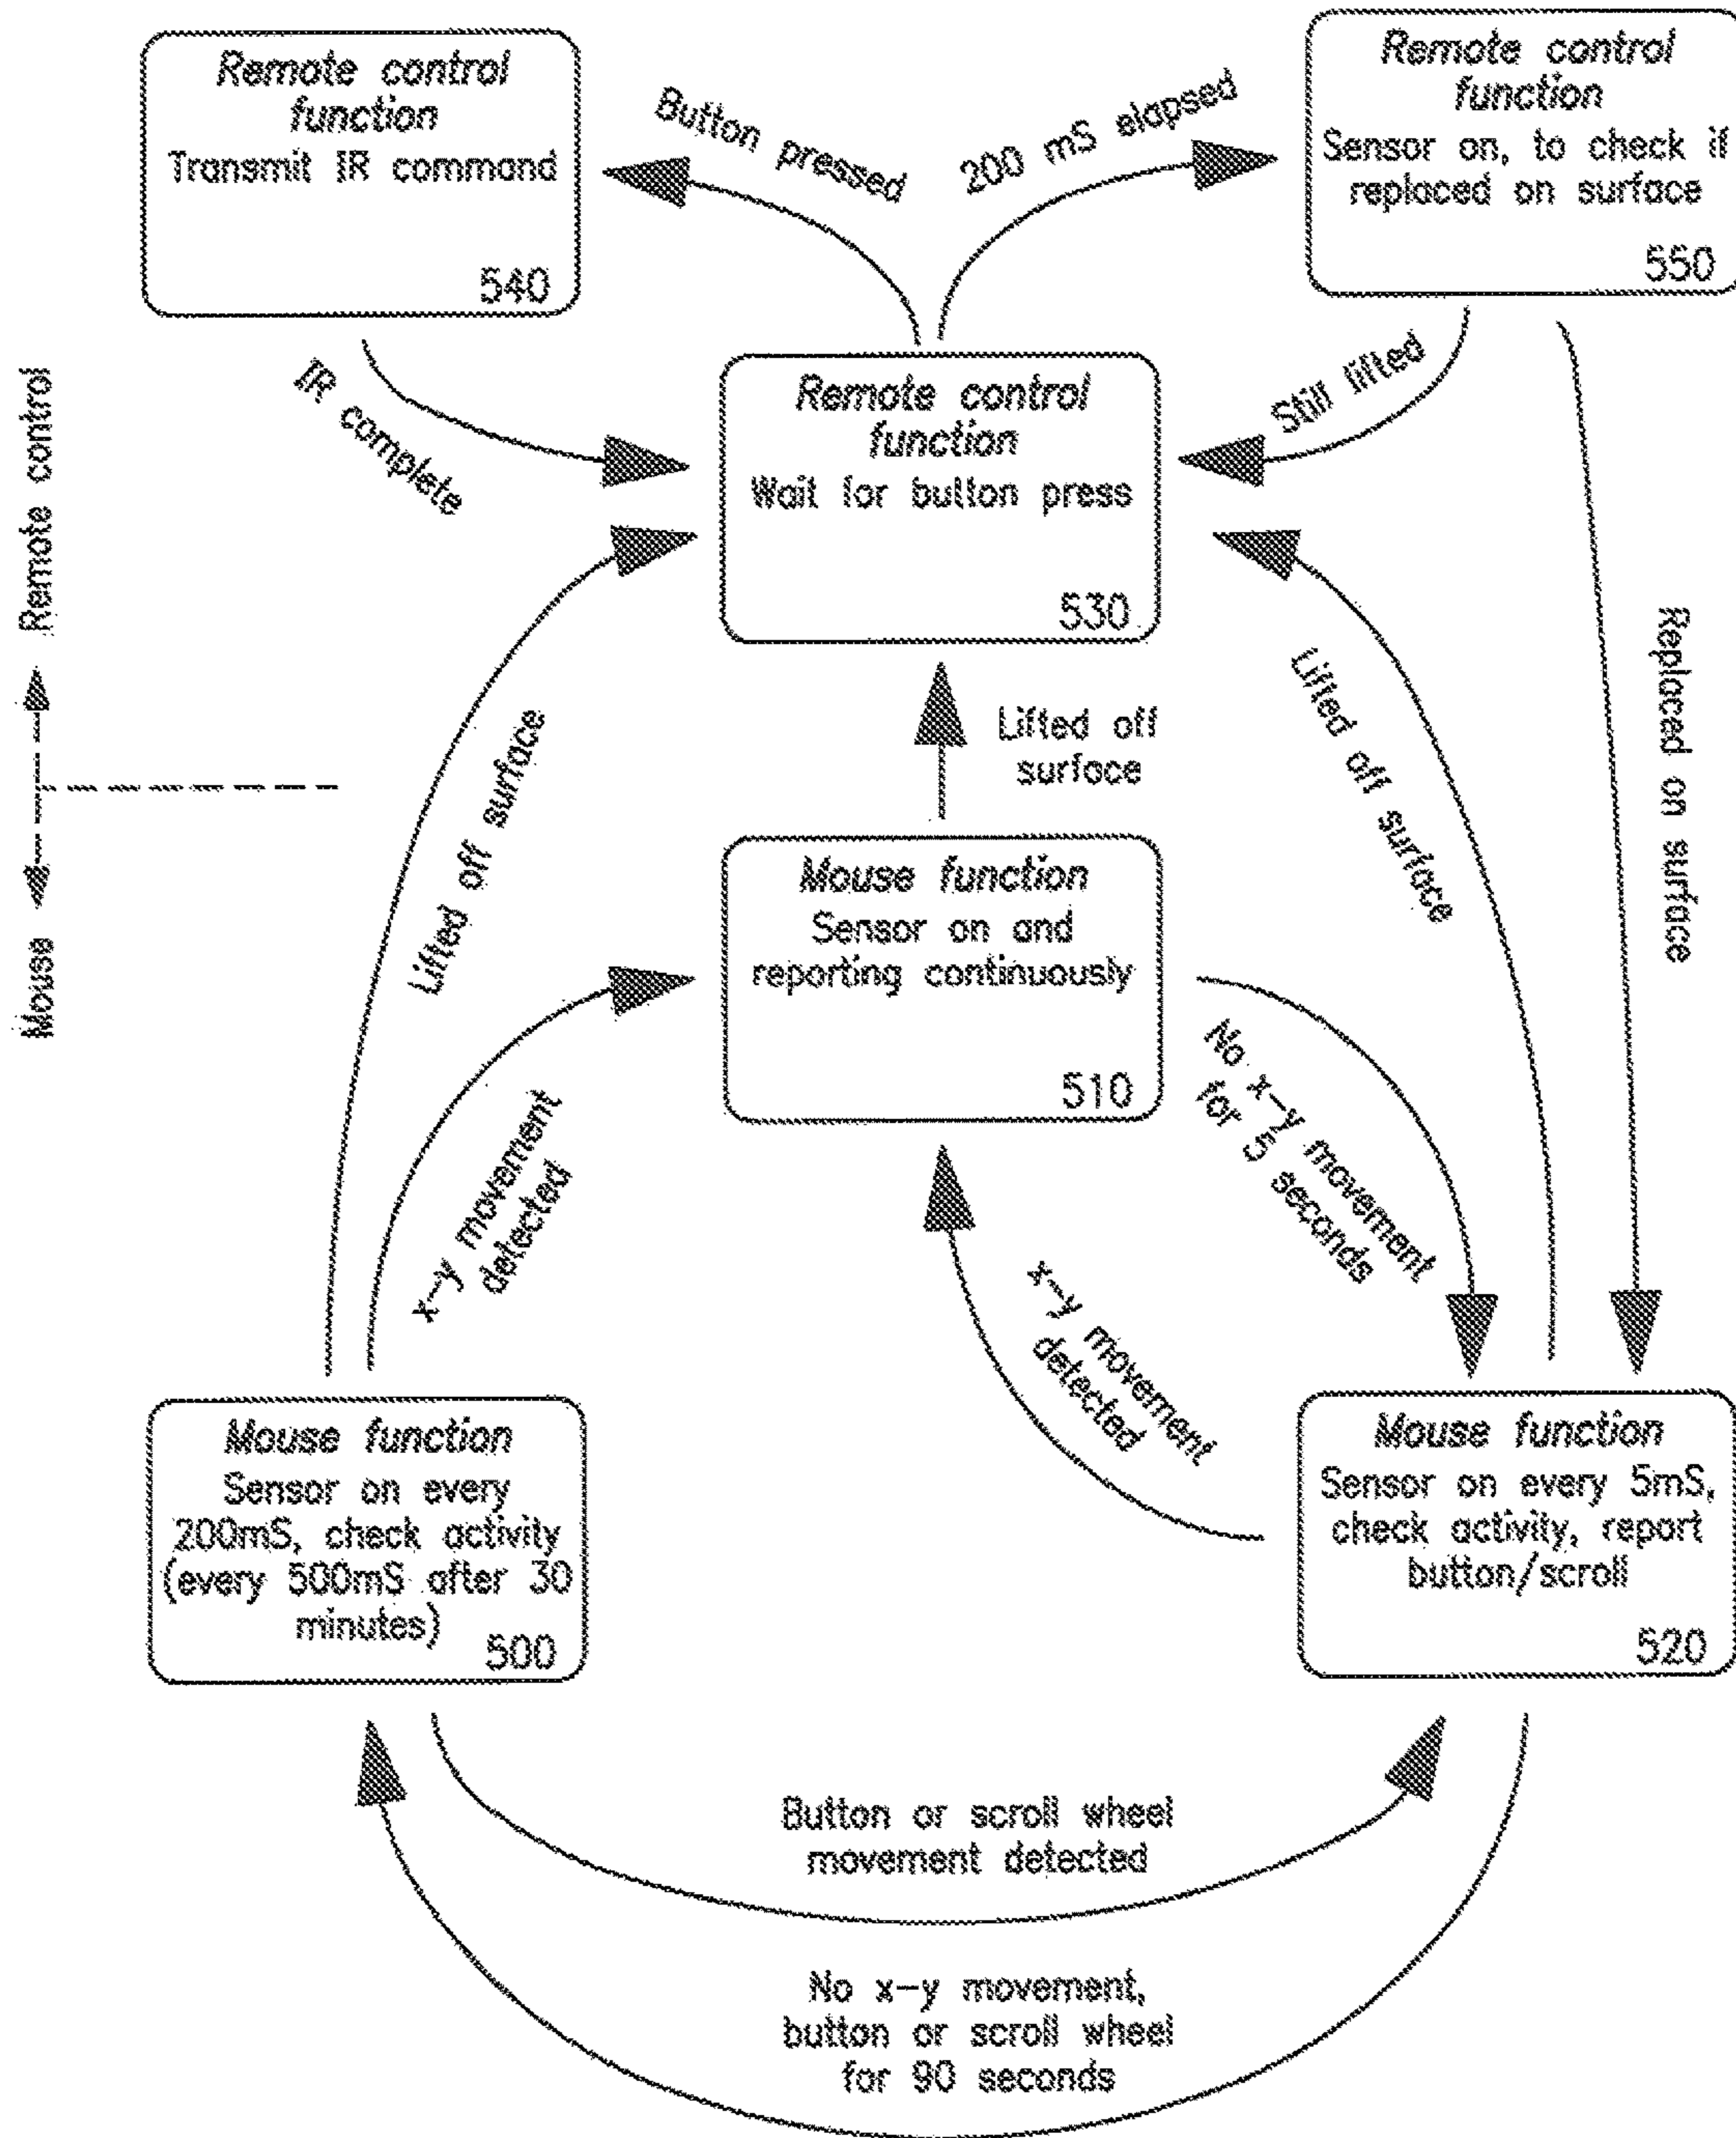 Remote control
function
Transmit IR command
540
Button pressed
200 mS elapsed
Remote control
function
Sensor on, to check if
replaced on surface
550
IR complete
Remote control
function
Wait for button press
530
Still lifted
Remote control
Mouse
Lifted off surface
Lifted off
surface
Lifted off surface
Replaced on surface
Mouse function
Sensor on and
reporting continuously
510
x-y movement
detected
No x-y movement
for 5 seconds
x-y movement
detected
Mouse function
Sensor on every
200mS, check activity
(every 500mS after 30
minutes)
500
Mouse function
Sensor on every 5mS,
check activity, report
button/scroll
520
Button or scroll wheel
movement detected
No x-y movement,
button or scroll wheel
for 90 seconds